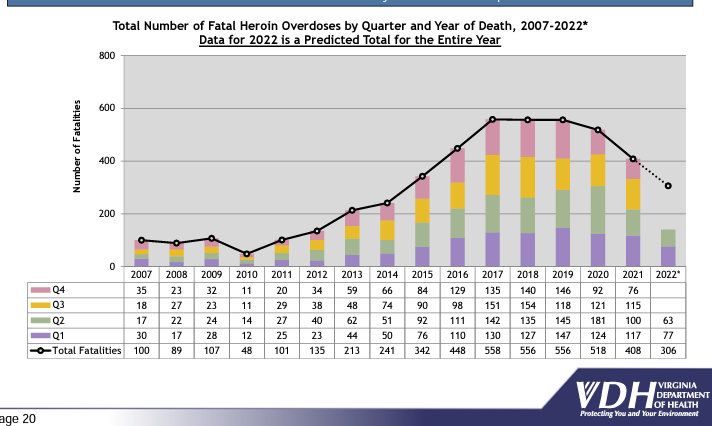 Total Number of Fatal Heroin Overdoses by Quarter and Year of Death, 2007-2022*
Data for 2022 is a Predicted Total for the Entire Year
Number of Fatalities
800
600
400
200
0
2007 2008 2009 2010 2011 2012 2013 2014 2015 2016 2017 2018 2019 2020 2021 2022*
Q4 35 23 32 11 20 34 59 66 84 129 135 140 146 92 76
Q3 18 27 23 11 29 38 48 74 90 98 151 154 118 121 115
Q2 17 22 24 14 27 40 62 51 92 111 142 135 145 181 100 63
Q1 30 17 28 12 25 23 44 50 76 110 130 127 147 124 117 77
Total Fatalities 100 89 107 48 101 135 213 241 342 448 558 556 556 518 408 306
VDH VIRGINIA
DEPARTMENT
OF HEALTH
Protecting You and Your Environment
age 20